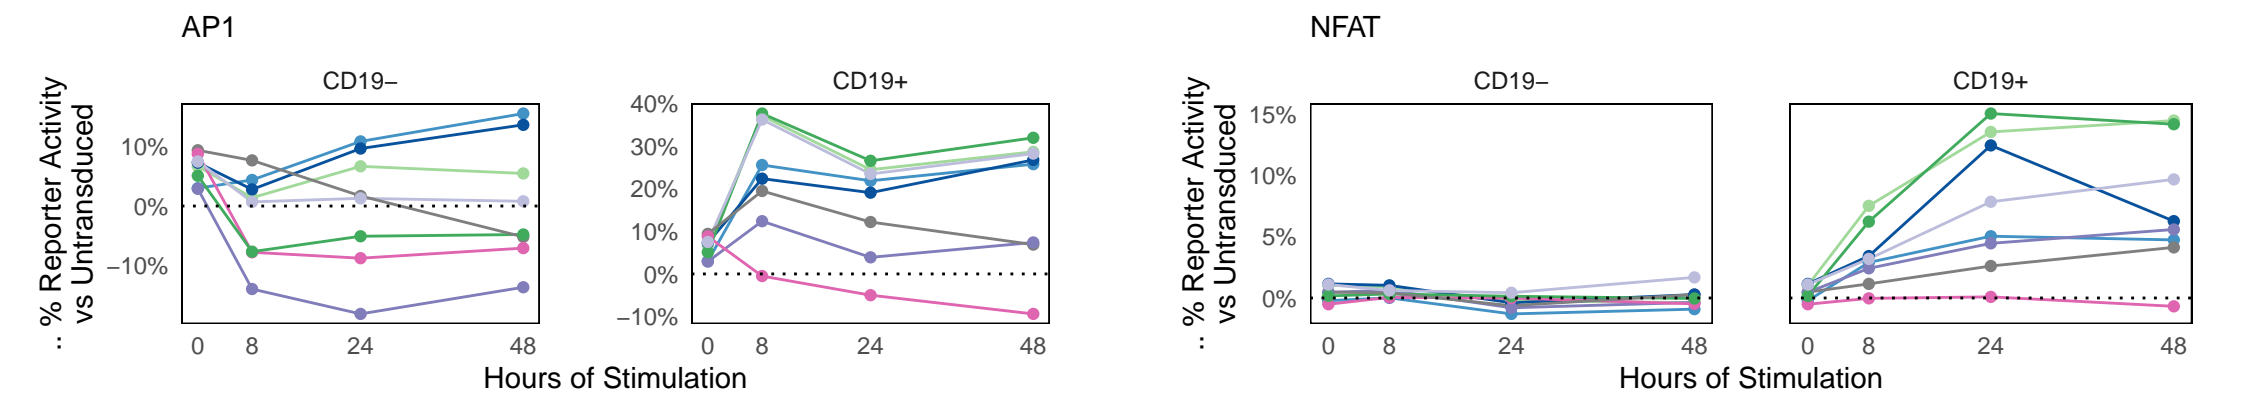 AP1
NFAT
CD19−
CD19+
CD19−
CD19+
.. % Reporter Activity
vs Untransduced
10%
0%
−10%
40%
30%
20%
10%
0%
−10%
.. % Reporter Activity
vs Untransduced
15%
10%
5%
0%
0 8 24 48
0 8 24 48
0 8 24 48
0 8 24 48
Hours of Stimulation
Hours of Stimulation